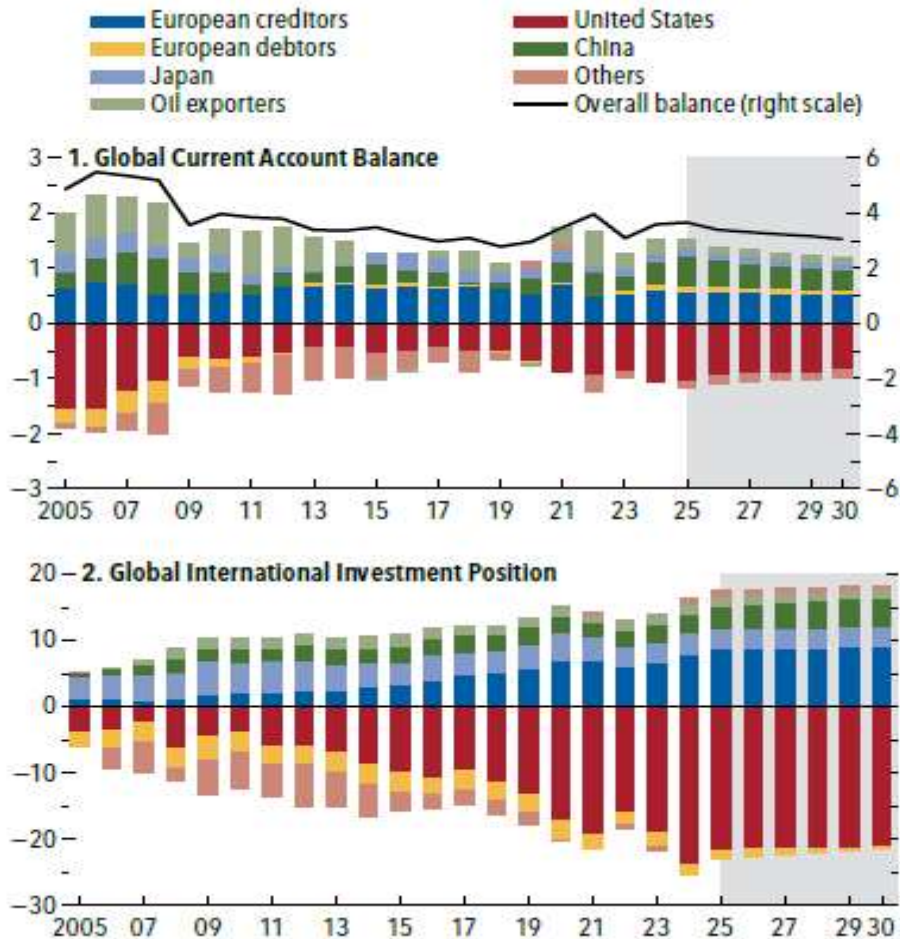 European creditors
United States
European debtors
China
Japan
Others
Oil exporters
Overall balance (right scale)
3 1. Global Current Account Balance 6
2 4
1 2
0 0
–1 –2
–2 –4
–3 –6
2005 07 09 11 13 15 17 19 21 23 25 27 29 30
20 2. Global International Investment Position
10
0
–10
–20
–30
2005 07 09 11 13 15 17 19 21 23 25 27 29 30